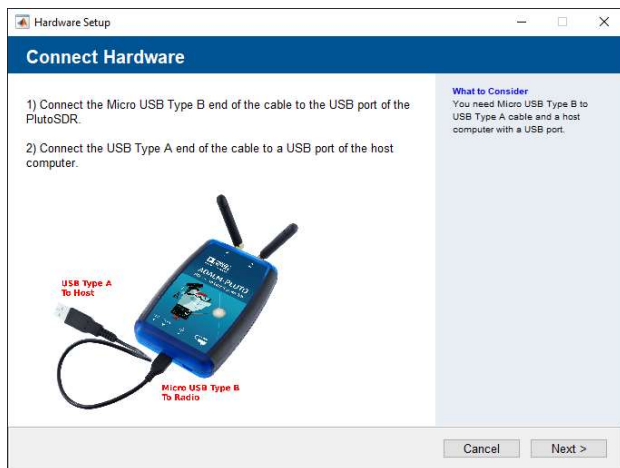 Hardware Setup
Connect Hardware
1) Connect the Micro USB Type B end of the cable to the USB port of the
PlutoSDR.
2) Connect the USB Type A end of the cable to a USB port of the host
computer.
What to Consider
You need Micro USB Type B to
USB Type A cable and a host
computer with a USB port.
ADALM-PLUTO
USB Type A
To Host
Micro USB Type B
To Radio
Cancel
Next >